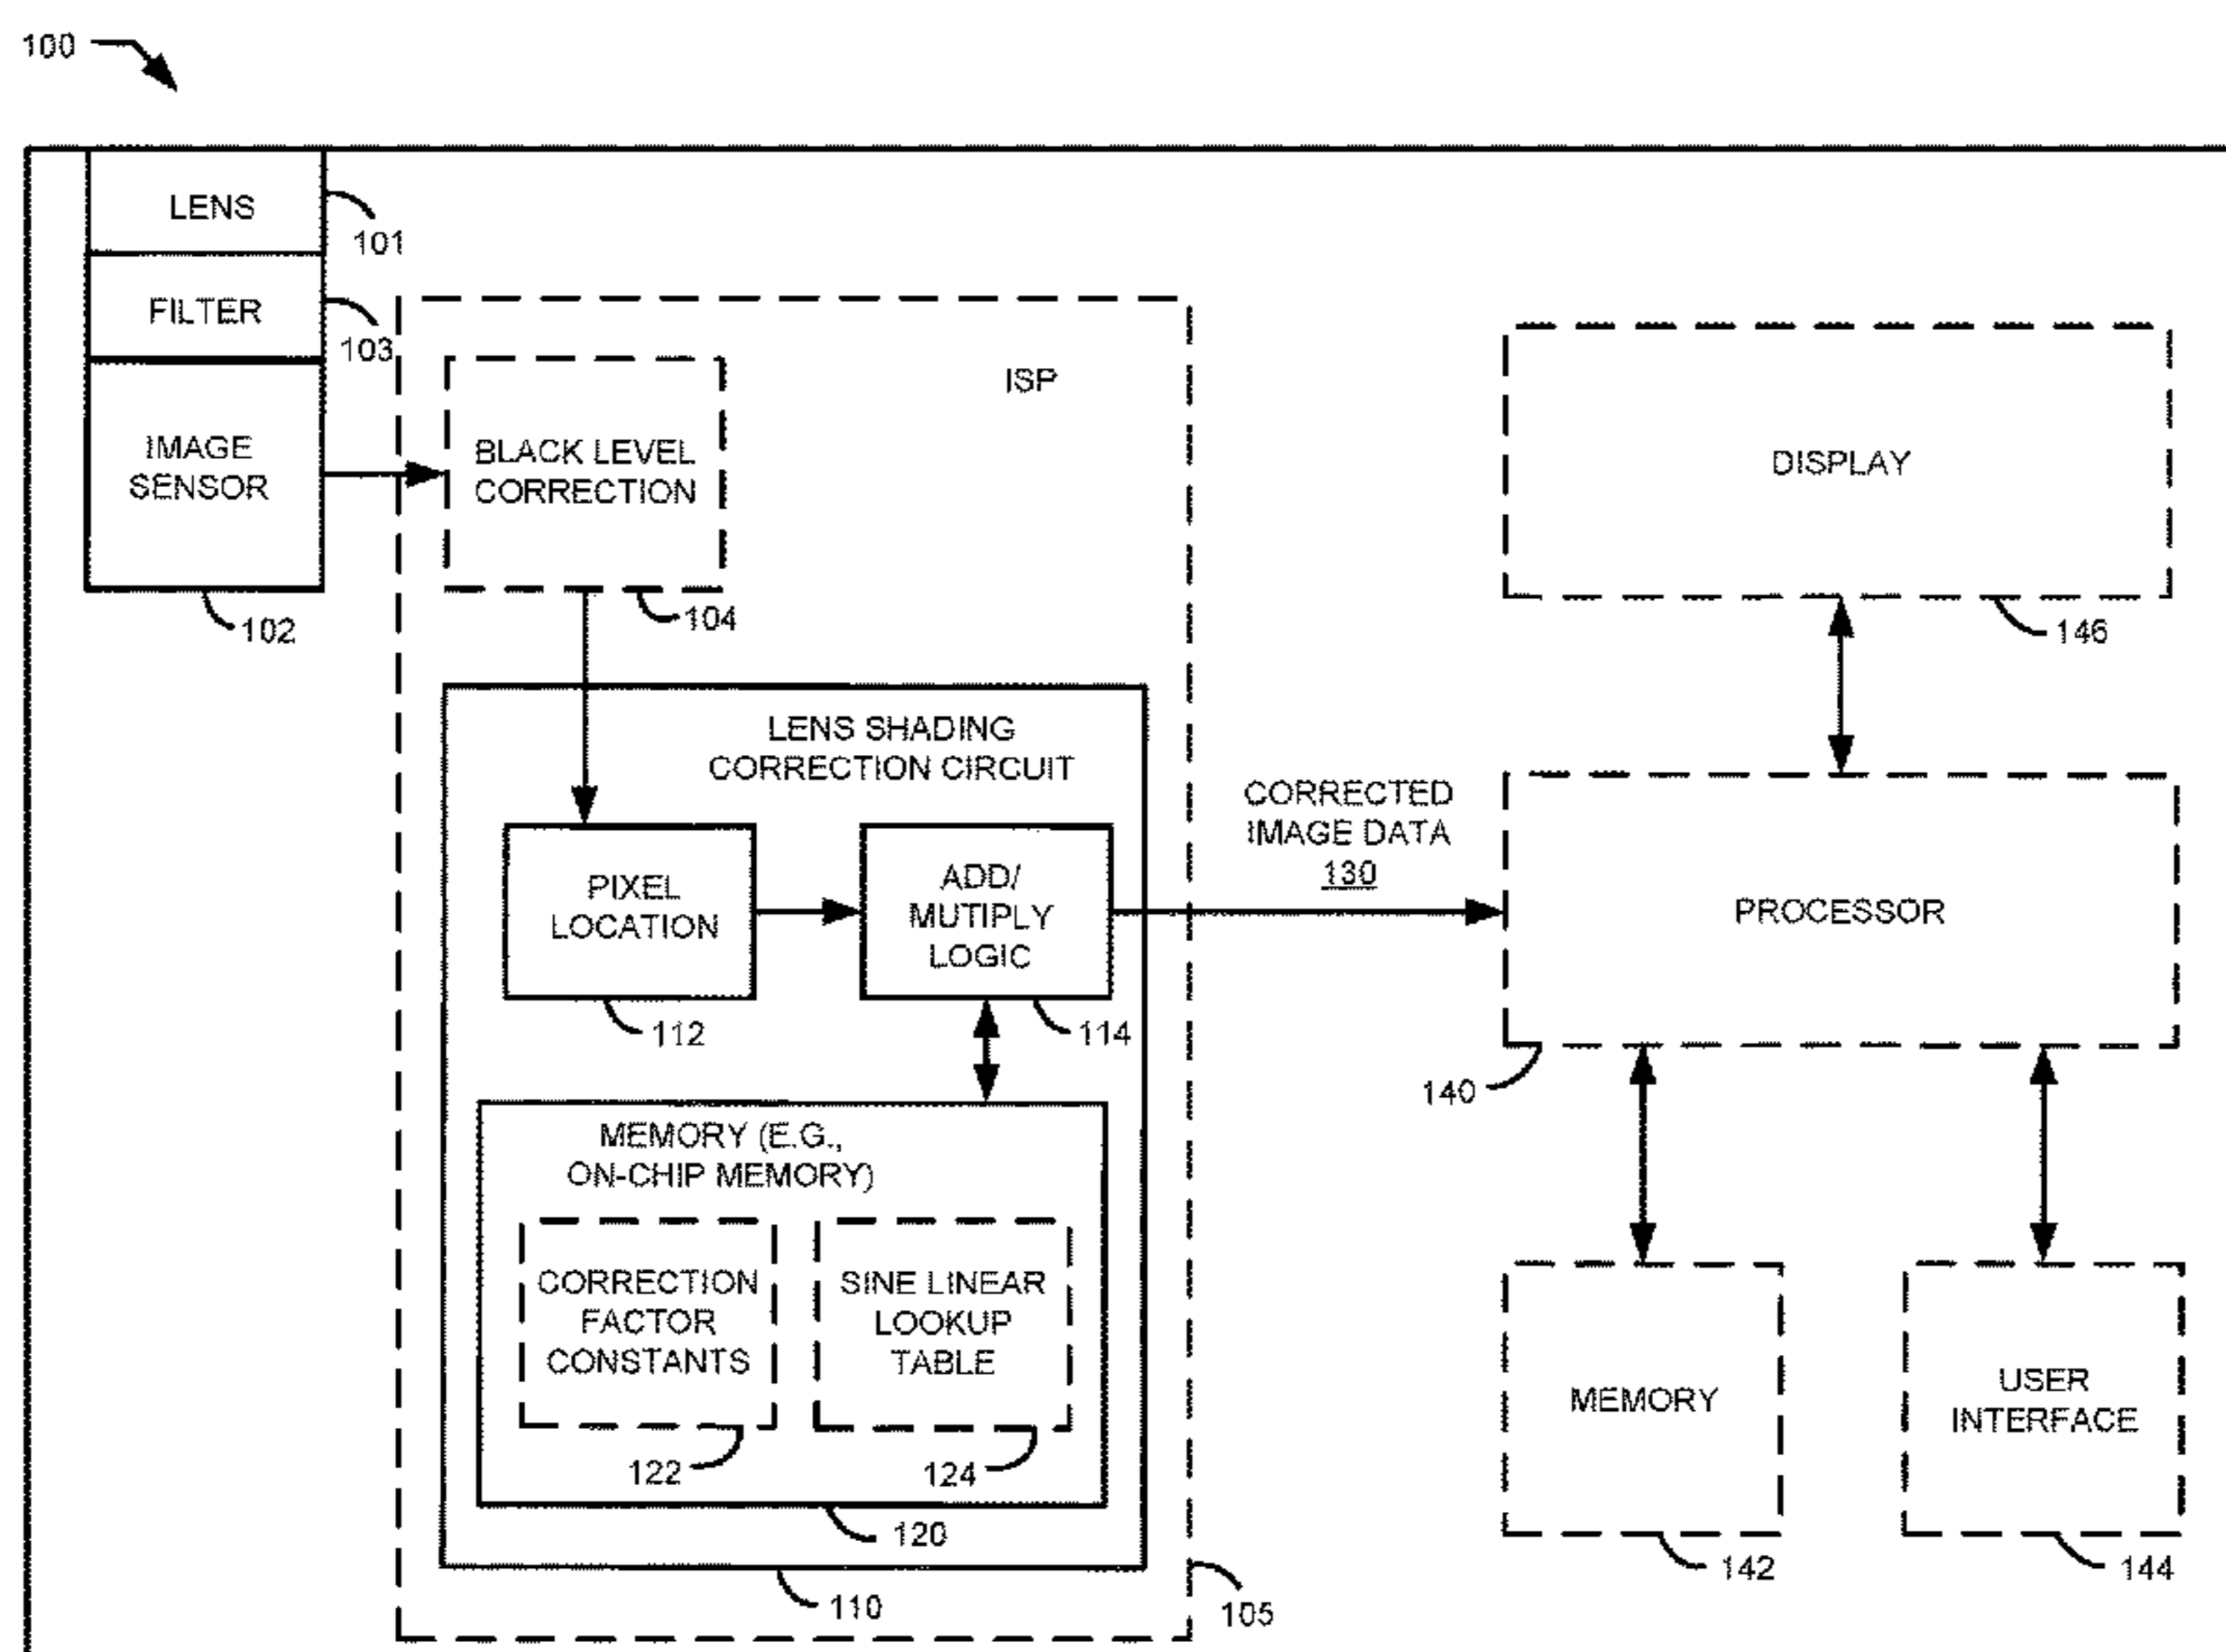 100
LENS
101
FILTER
103
IMAGE
SENSOR
102
ISP
BLACK LEVEL
CORRECTION
104
LENS SHADING
CORRECTION CIRCUIT
PIXEL
LOCATION
112
ADD/
MUTIPLY
LOGIC
114
MEMORY (E.G.,
ON-CHIP MEMORY)
CORRECTION
FACTOR
CONSTANTS
122
SINE LINEAR
LOOKUP
TABLE
124
120
110
105
CORRECTED
IMAGE DATA
130
DISPLAY
146
PROCESSOR
140
MEMORY
142
USER
INTERFACE
144